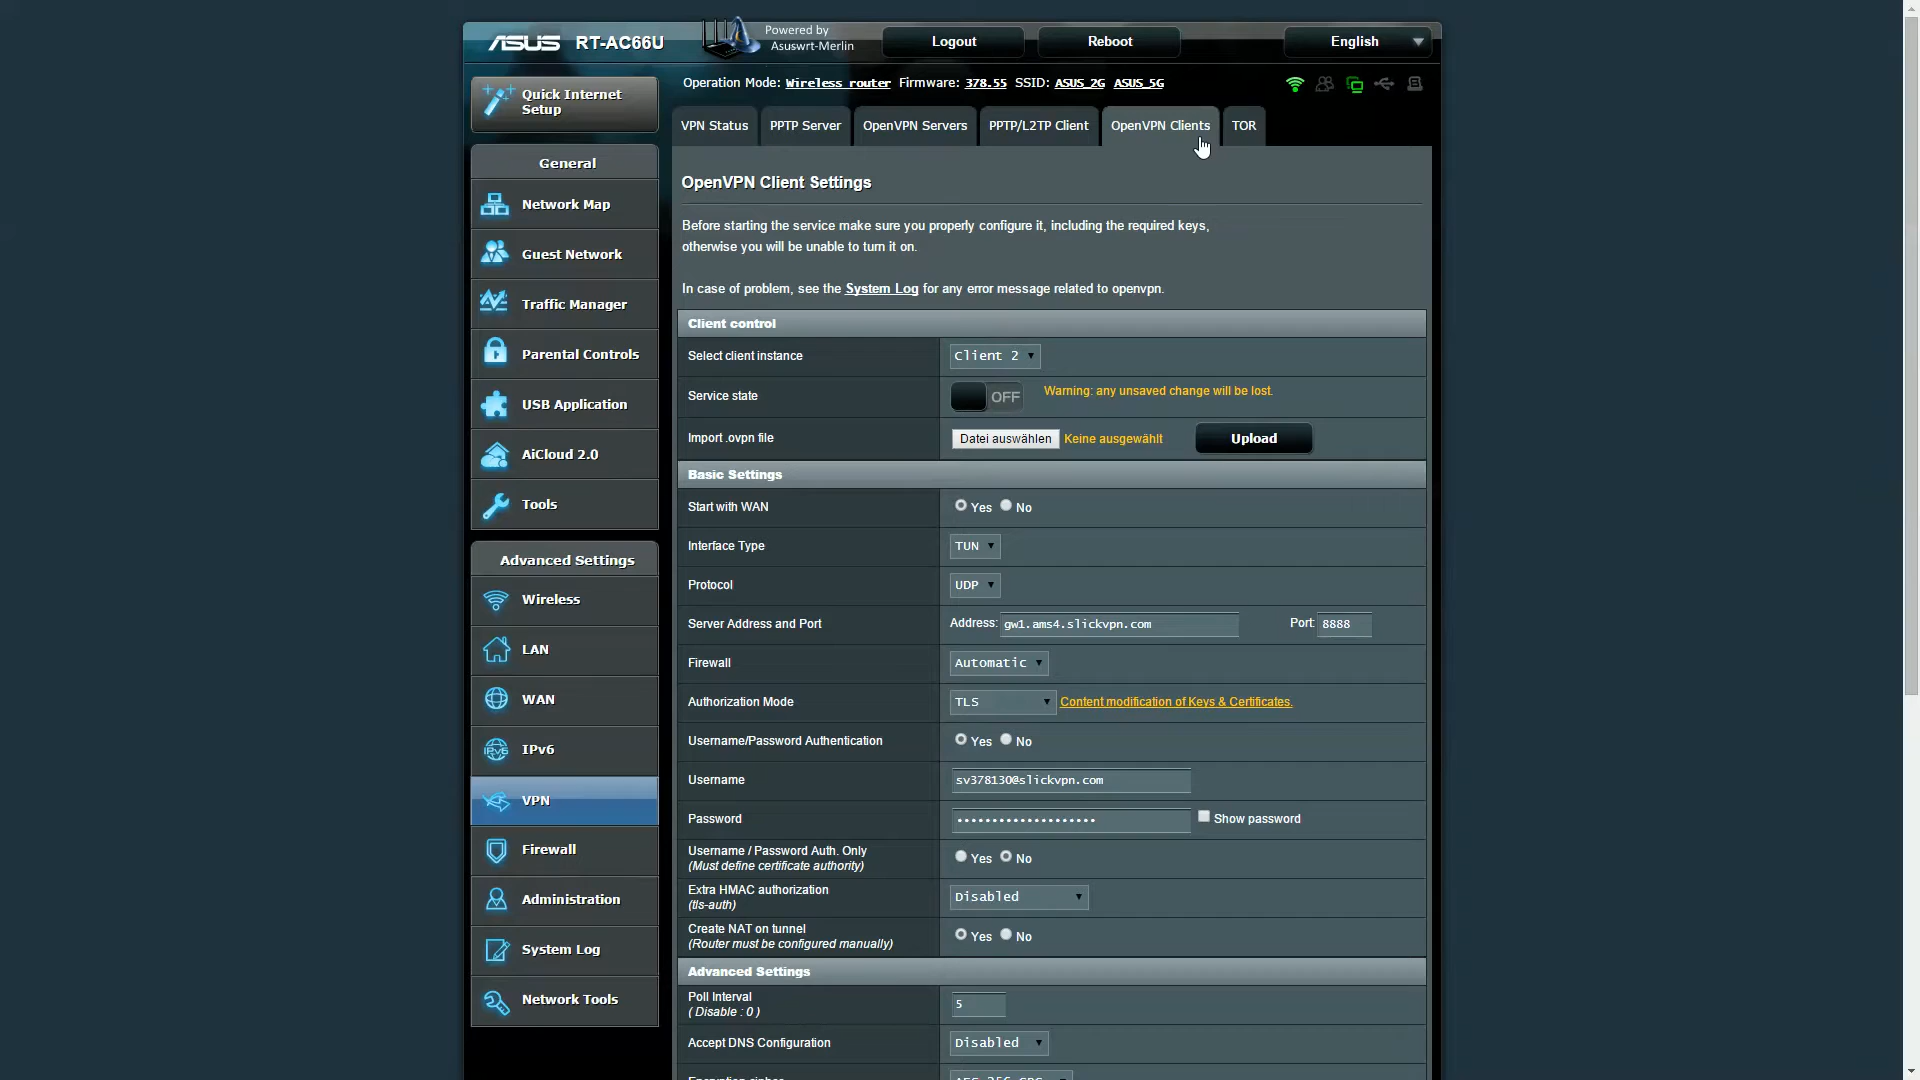 ASUS RT-AC66U
Powered by
Asuswrt-Merlin
Logout
Reboot
English
Quick Internet
Setup
Operation Mode: Wireless router Firmware: 378.55 SSID: ASUS_2G ASUS_5G
VPN Status
PPTP Server
OpenVPN Servers
PPTP/L2TP Client
OpenVPN Clients
TOR
General
Network Map
Guest Network
Traffic Manager
Parental Controls
USB Application
AiCloud 2.0
Tools
Advanced Settings
Wireless
LAN
WAN
IPv6
VPN
Firewall
Administration
System Log
Network Tools
OpenVPN Client Settings
Before starting the service make sure you properly configure it, including the required keys,
otherwise you will be unable to turn it on.
In case of problem, see the System Log for any error message related to openvpn.
Client control
Select client instance
Client 2
Service state
OFF
Warning: any unsaved change will be lost.
Import .ovpn file
Datei auswählen Keine ausgewählt
Upload
Basic Settings
Start with WAN
Yes No
Interface Type
TUN
Protocol
UDP
Server Address and Port
Address: gw1.ams4.slickvpn.com
Port: 8888
Firewall
Automatic
Authorization Mode
TLS
Content modification of Keys & Certificates.
Username/Password Authentication
Yes No
Username
sv378130@slickvpn.com
Password
Show password
Username / Password Auth. Only
(Must define certificate authority)
Yes No
Extra HMAC authorization
(tls-auth)
Disabled
Create NAT on tunnel
(Router must be configured manually)
Yes No
Advanced Settings
Poll Interval
( Disable : 0 )
5
Accept DNS Configuration
Disabled